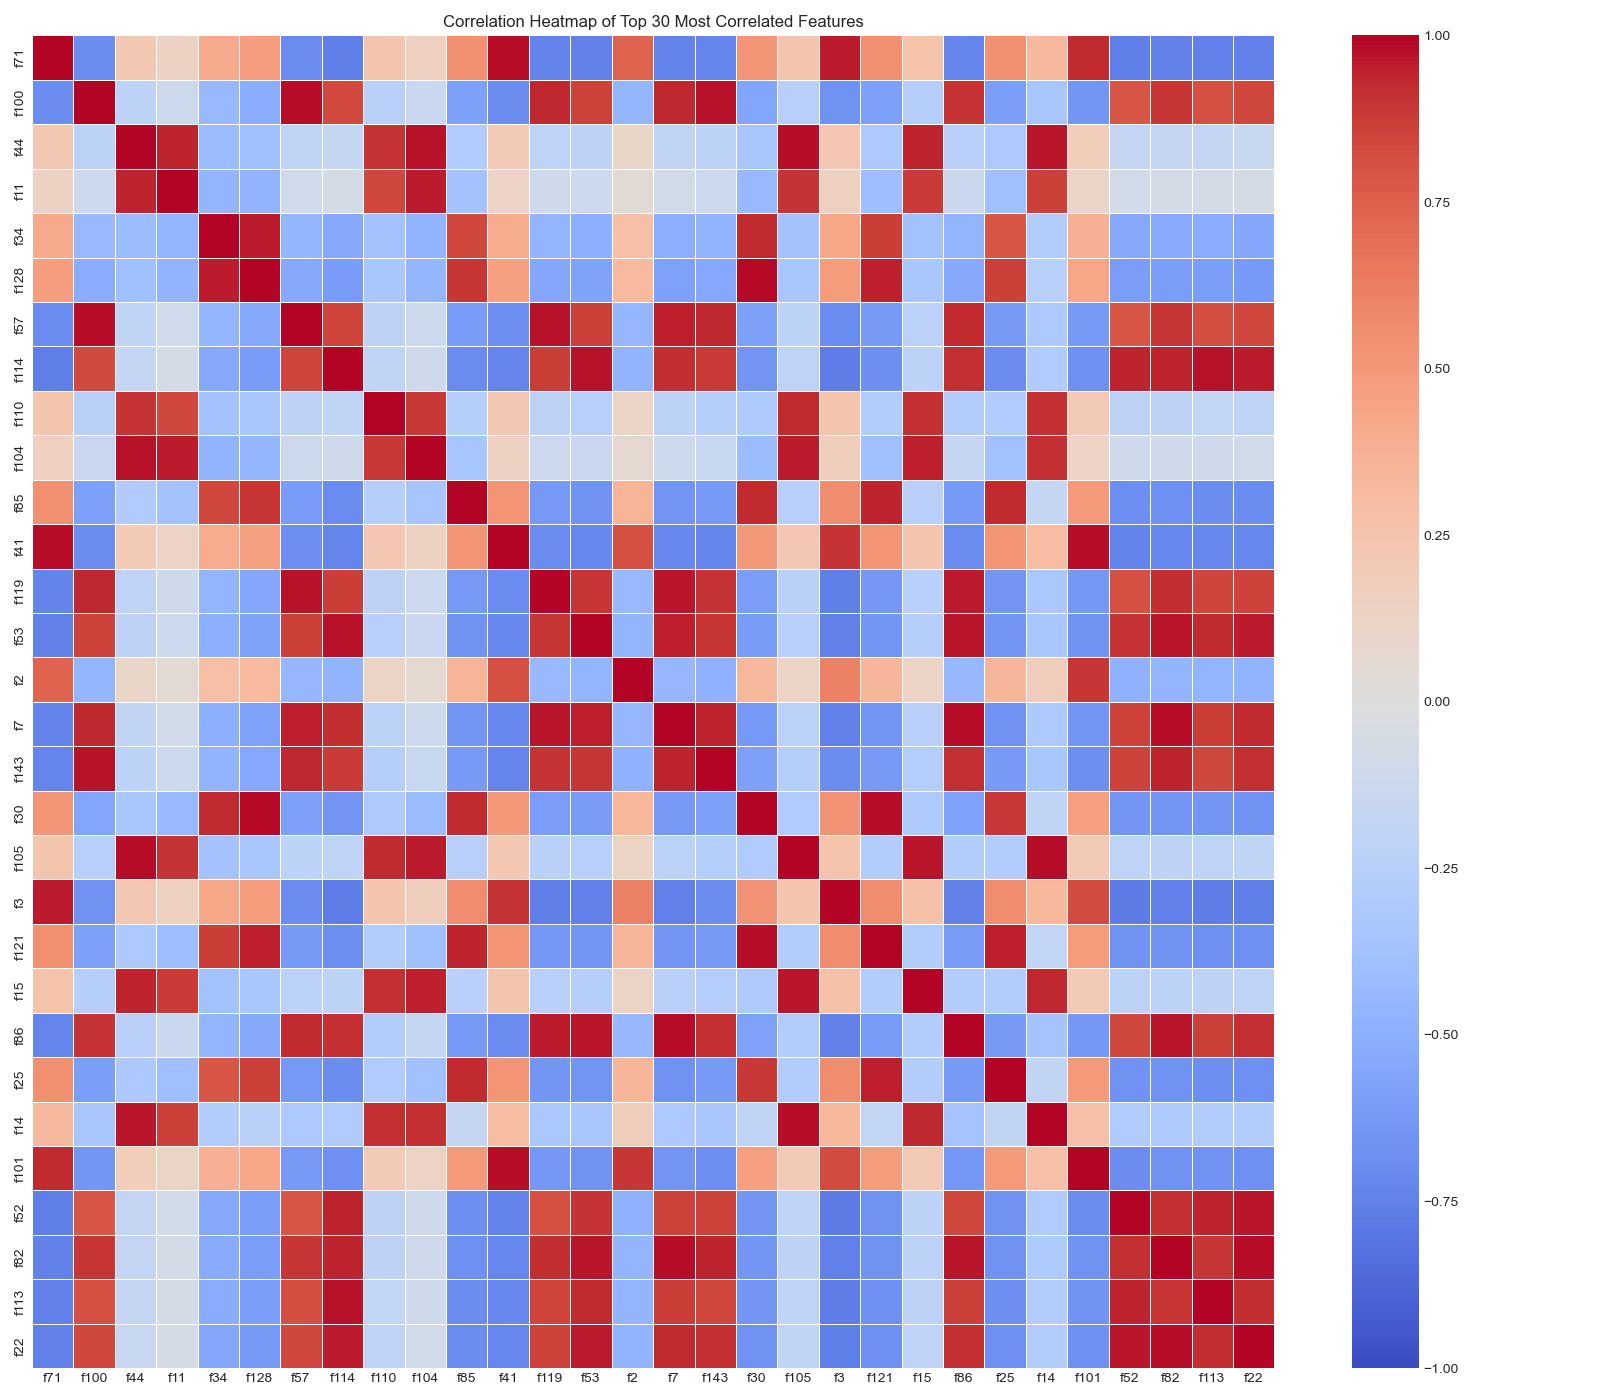 Correlation Heatmap of Top 30 Most Correlated Features
f71
f100
f44
f11
f34
f128
f57
f114
f110
f104
f85
f41
f119
f53
f2
f7
f143
f30
f105
f3
f121
f15
f86
f25
f14
f101
f52
f82
f113
f22
f71 f100 f44 f11 f34 f128 f57 f114 f110 f104 f85 f41 f119 f53 f2 f7 f143 f30 f105 f3 f121 f15 f86 f25 f14 f101 f52 f82 f113 f22
1.00
0.75
0.50
0.25
0.00
−0.25
−0.50
−0.75
−1.00